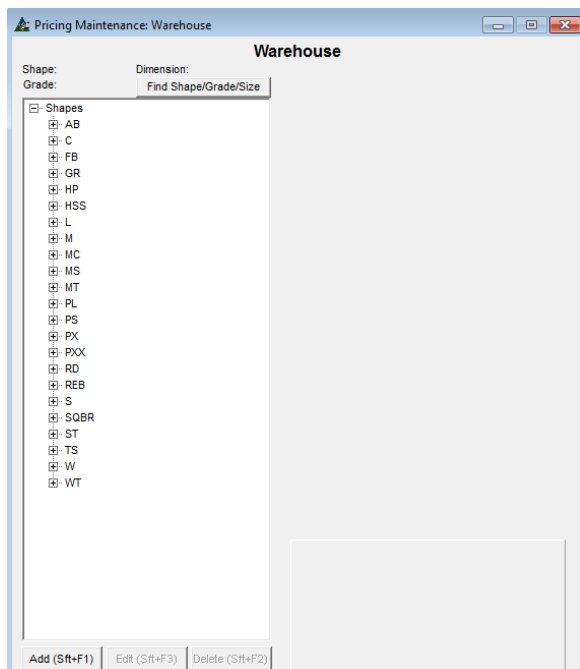 Pricing Maintenance: Warehouse
Warehouse
Shape: Dimension:
Grade: Find Shape/Grade/Size
Shapes
AB
C
FB
GR
HP
HSS
L
M
MC
MS
MT
PL
PS
PX
PXX
RD
REB
S
SQBR
ST
TS
W
WT
Add (Sft+F1) Edit (Sft+F3) Delete (Sft+F2)